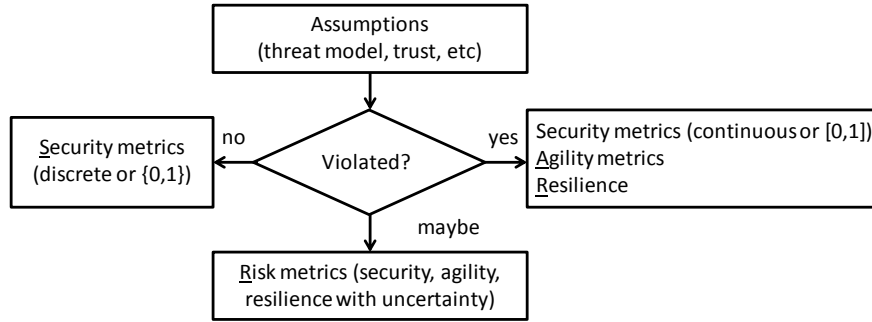 Assumptions
(threat model, trust, etc)
no
yes
Security metrics
(discrete or {0,1})
Violated?
Security metrics (continuous or [0,1])
Agility metrics
Resilience
maybe
Risk metrics (security, agility,
resilience with uncertainty)